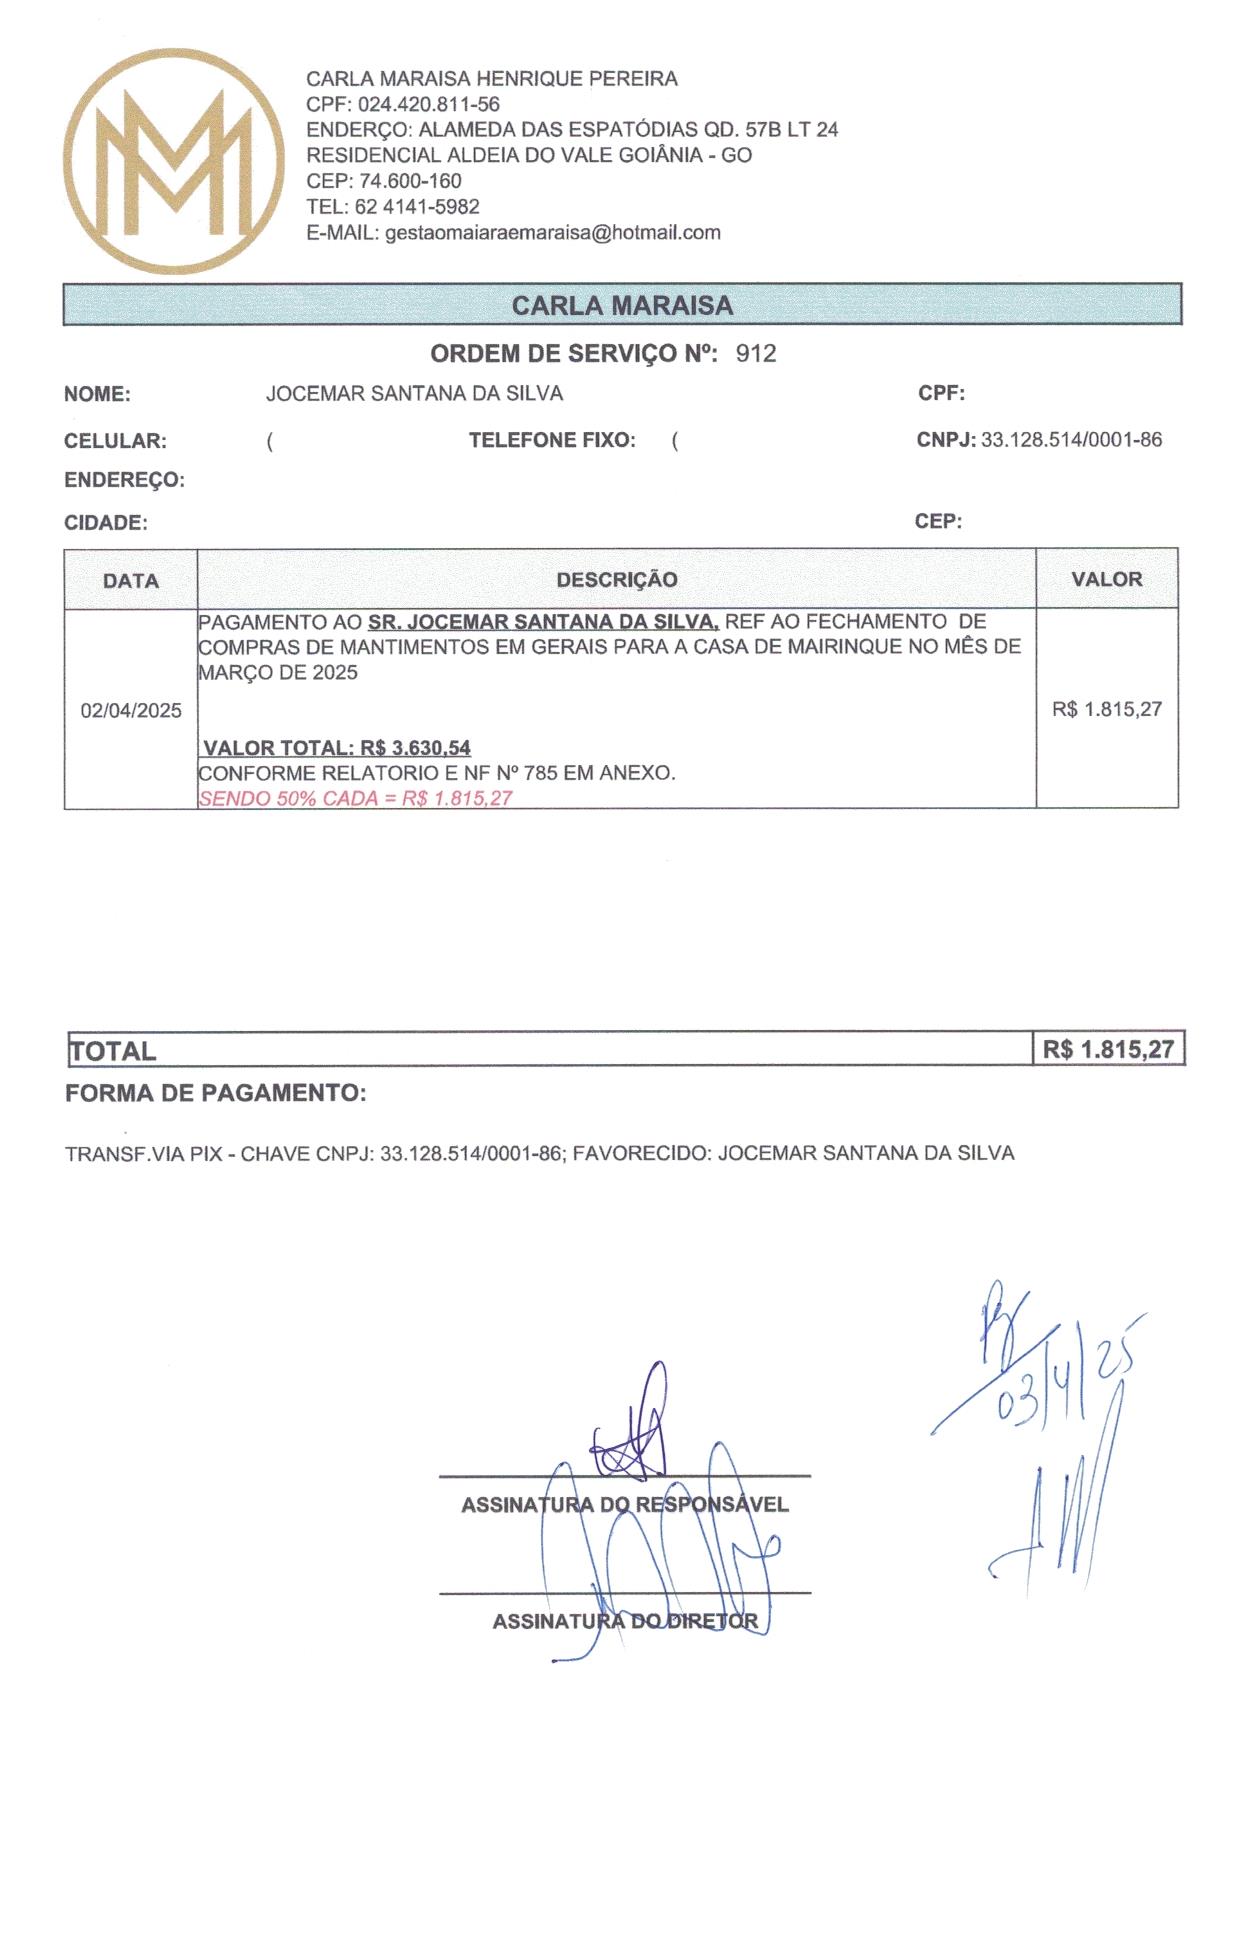 CARLA MARAISA HENRIQUE PEREIRA
CPF: 024.420.811-56
ENDERÇO: ALAMEDA DAS ESPATÓDIAS QD. 57B LT 24
RESIDENCIAL ALDEIA DO VALE GOIÂNIA - GO
CEP: 74.600-160
TEL: 62 4141-5982
E-MAIL: gestaomaiaraemaraisa@hotmail.com
CARLA MARAISA
ORDEM DE SERVIÇO Nº: 912
NOME: JOCEMAR SANTANA DA SILVA CPF:
CELULAR: ( TELEFONE FIXO: ( CNPJ: 33.128.514/0001-86
ENDEREÇO:
CIDADE: CEP:
DATA DESCRIÇÃO VALOR
PAGAMENTO AO SR. JOCEMAR SANTANA DA SILVA, REF AO FECHAMENTO DE
COMPRAS DE MANTIMENTOS EM GERAIS PARA A CASA DE MAIRINQUE NO MÊS DE
MARÇO DE 2025
02/04/2025 R$ 1.815,27
VALOR TOTAL: R$ 3.630,54
CONFORME RELATORIO E NF Nº 785 EM ANEXO.
SENDO 50% CADA = R$ 1.815,27
TOTAL R$ 1.815,27
FORMA DE PAGAMENTO:
TRANSF.VIA PIX - CHAVE CNPJ: 33.128.514/0001-86; FAVORECIDO: JOCEMAR SANTANA DA SILVA
03/4/25
ASSINATURA DO RESPONSÁVEL
ASSINATURA DO DIRETOR